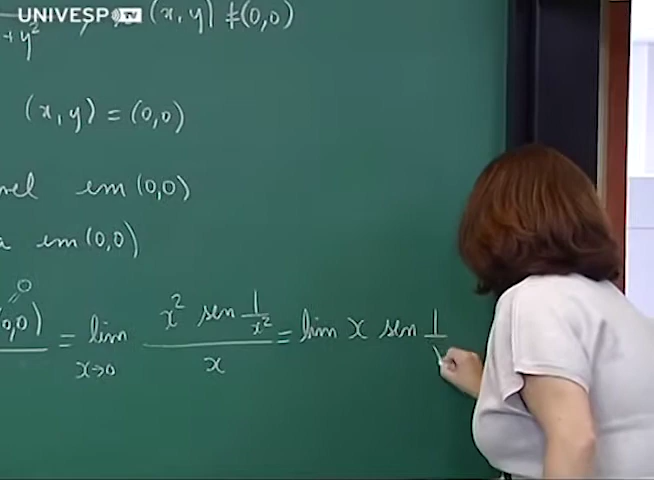 UNIVESP TV
+y² , (x,y) ≠ (0,0)
(x,y) = (0,0)
em (0,0)
em (0,0)
0
0,0) = lim x² sen 1/x² / x = lim x sen 1
x→0